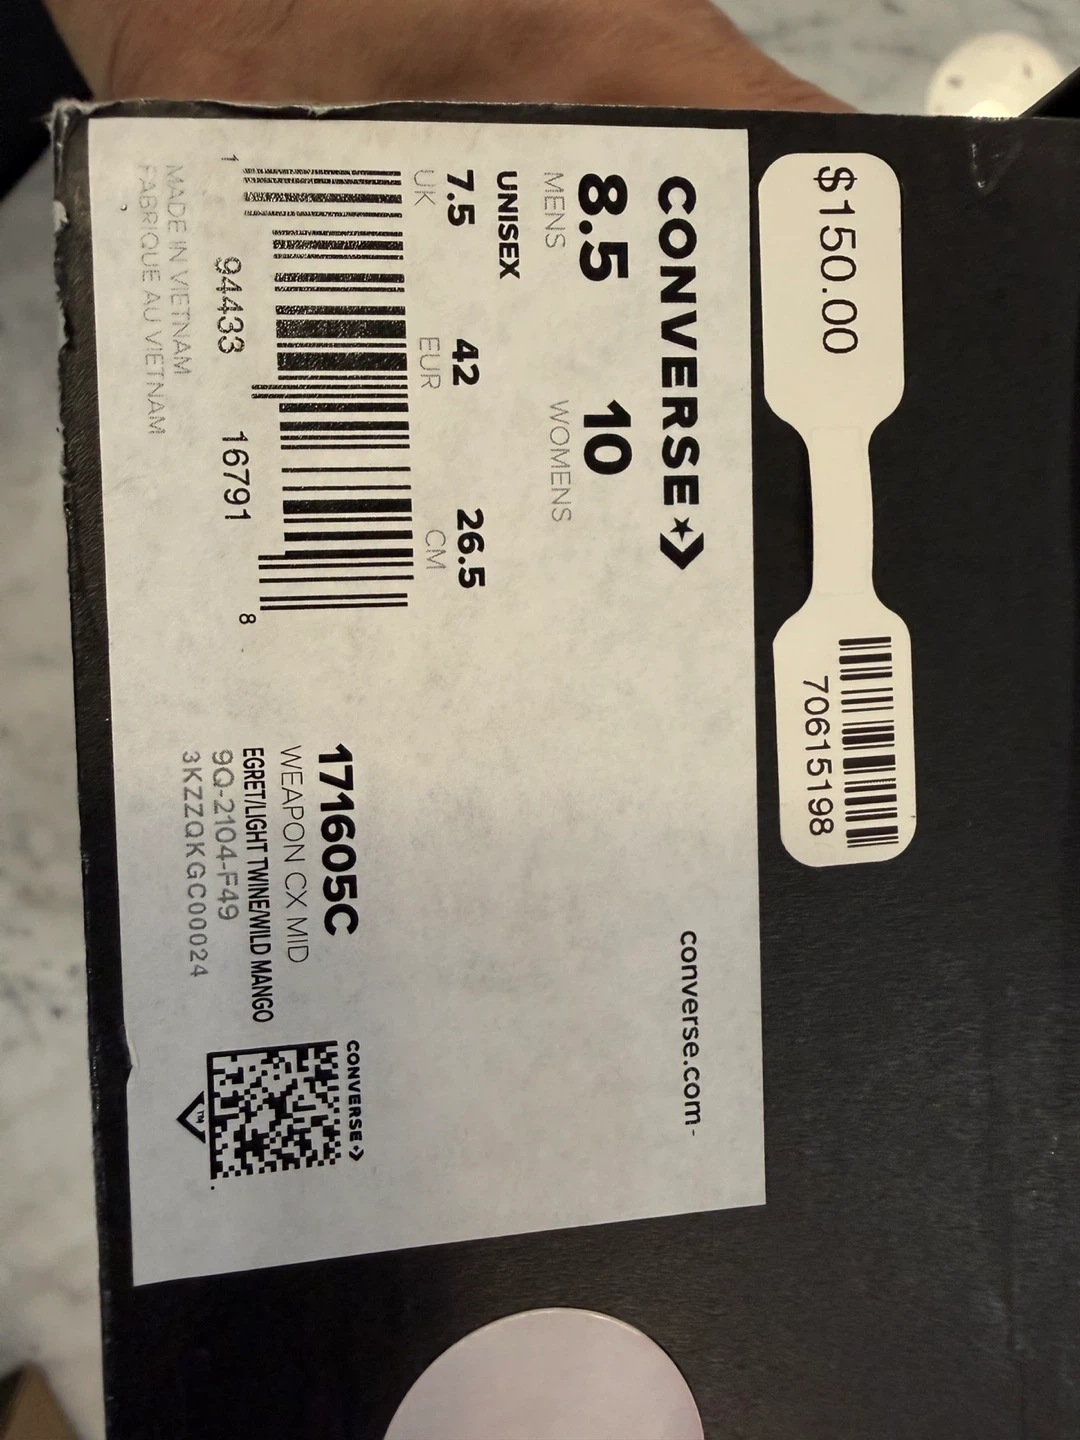 $150.00
70615198
CONVERSE
converse.com-
8.5 10
MENS WOMENS
UNISEX
7.5 42 26.5
UK EUR CM
1 94433 16791 8
MADE IN VIETNAM
FABRIQUE AU VIETNAM
171605C
WEAPON CX MID
EGRET/LIGHT TWINE/WILD MANGO
9Q-2104-F49
3KZZQKGC00024
CONVERSE
TM